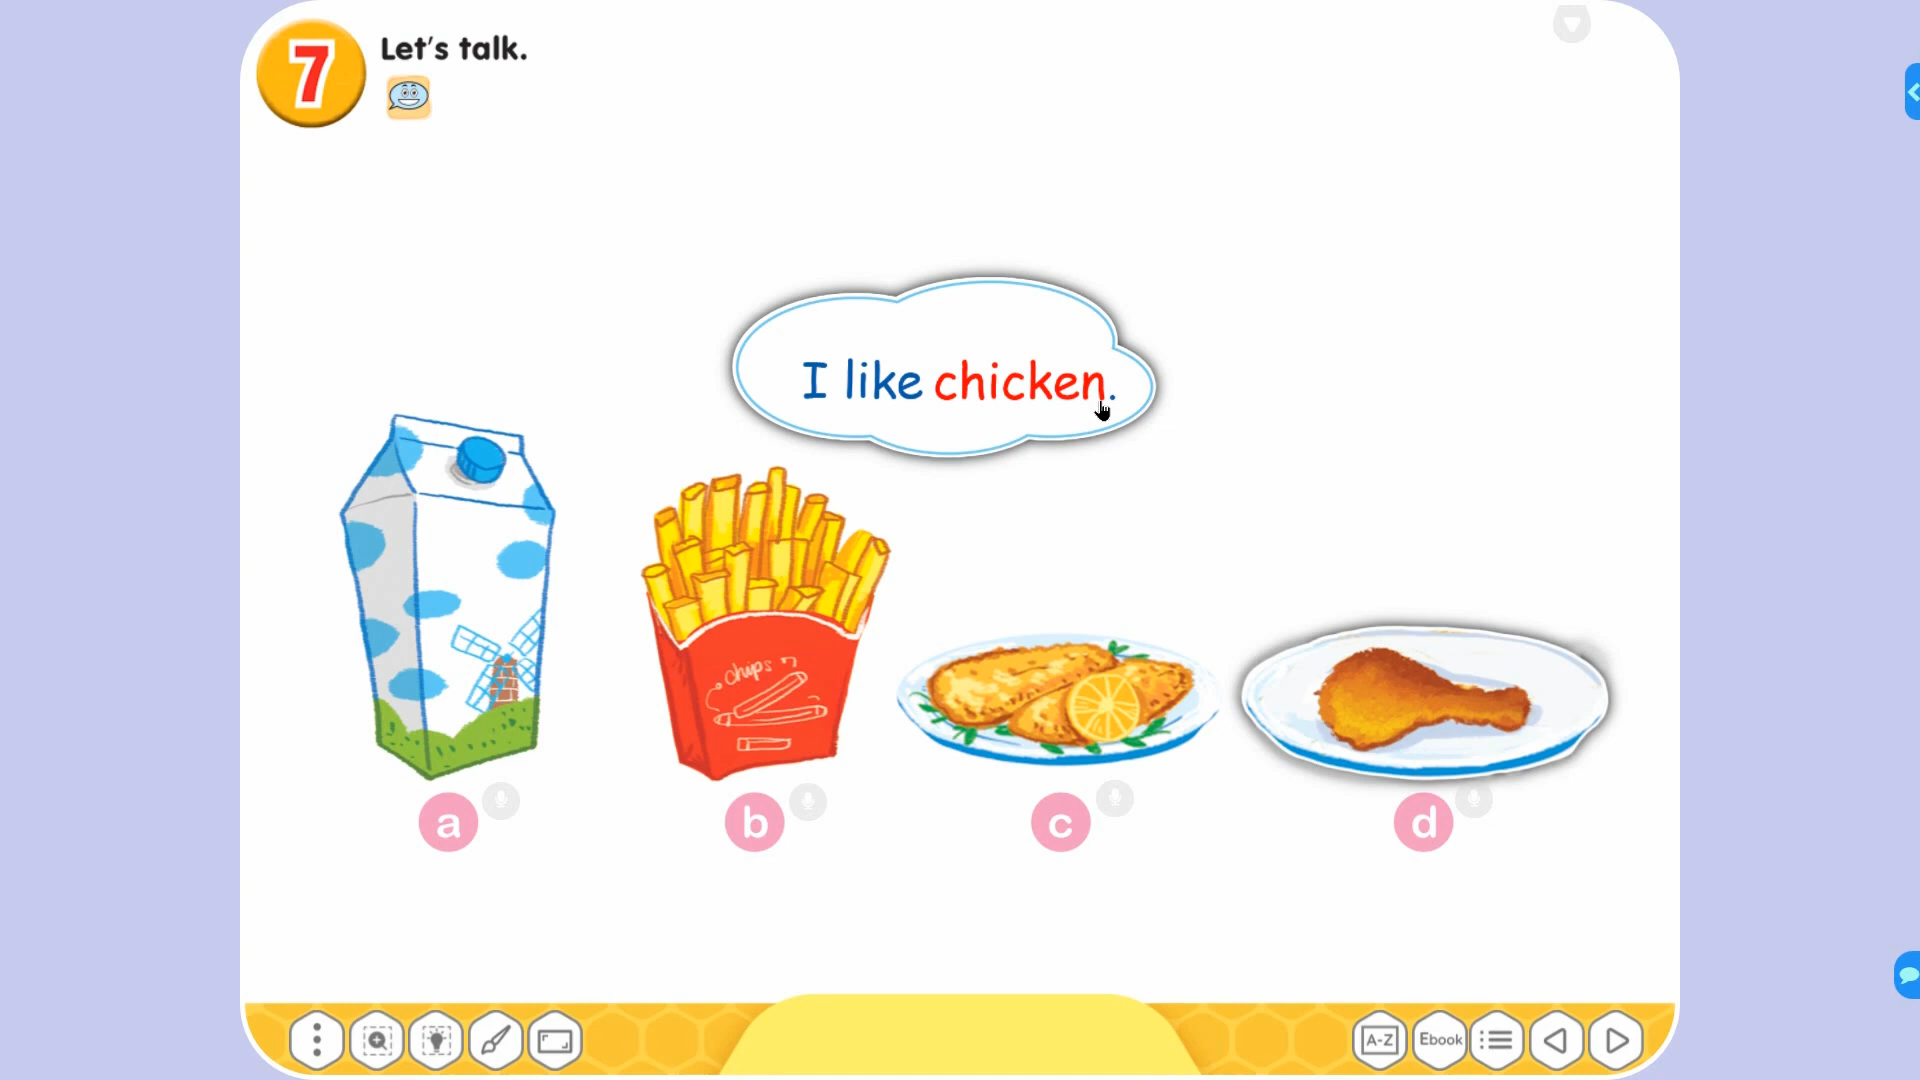 7
Let's talk.
I like chicken.
chips
a
b
c
d
A-Z
Ebook